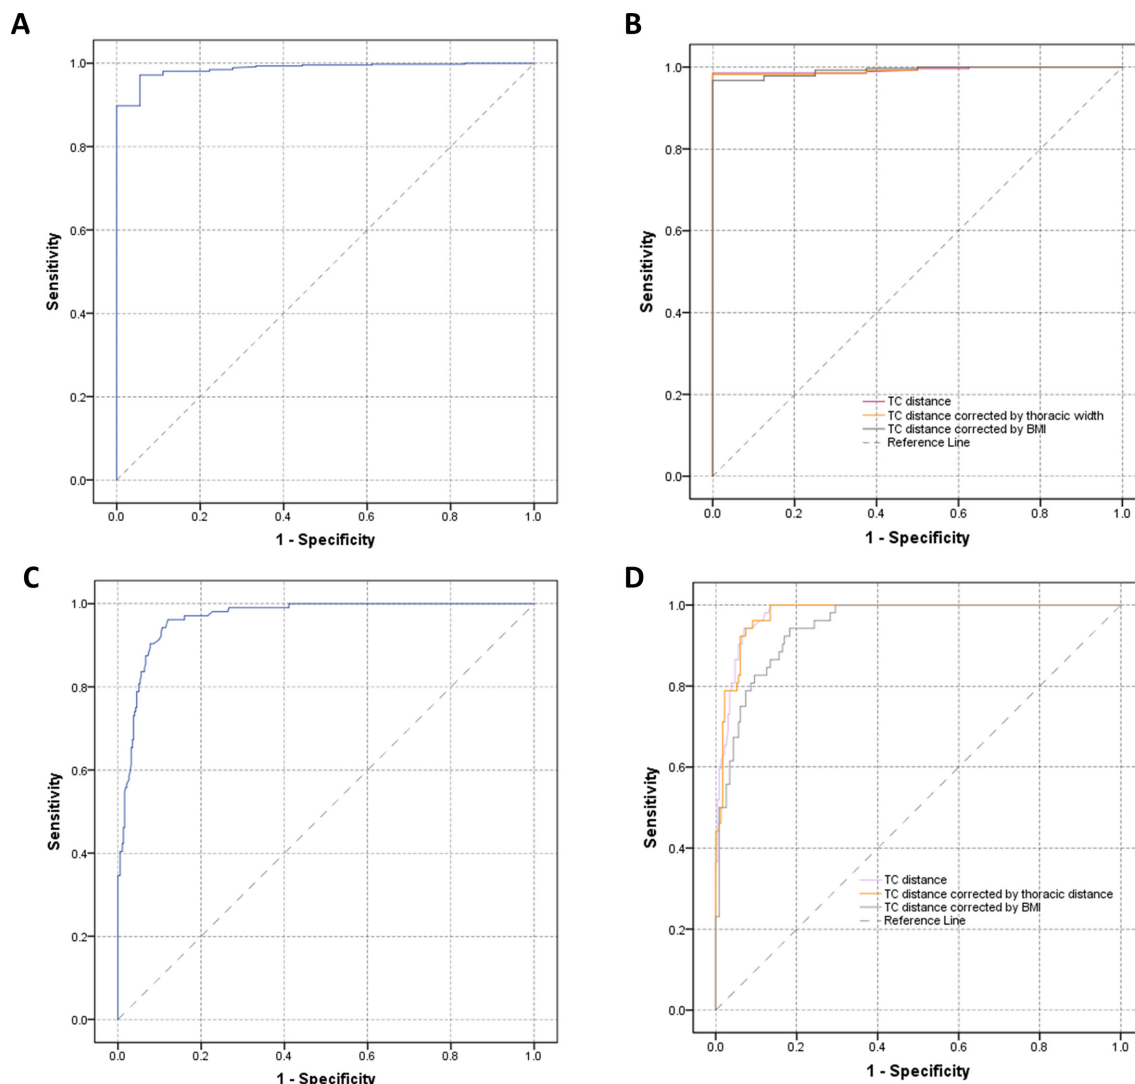 A
1.0
0.8
0.6
0.4
0.2
0.0
Sensitivity
0.0 0.2 0.4 0.6 0.8 1.0
1 - Specificity
B
1.0
0.8
0.6
0.4
0.2
0.0
Sensitivity
TC distance
TC distance corrected by thoracic width
TC distance corrected by BMI
Reference Line
0.0 0.2 0.4 0.6 0.8 1.0
1 - Specificity
C
1.0
0.8
0.6
0.4
0.2
0.0
Sensitivity
0.0 0.2 0.4 0.6 0.8 1.0
1 - Specificity
D
1.0
0.8
0.6
0.4
0.2
0.0
Sensitivity
TC distance
TC distance corrected by thoracic distance
TC distance corrected by BMI
Reference Line
0.0 0.2 0.4 0.6 0.8 1.0
1 - Specificity